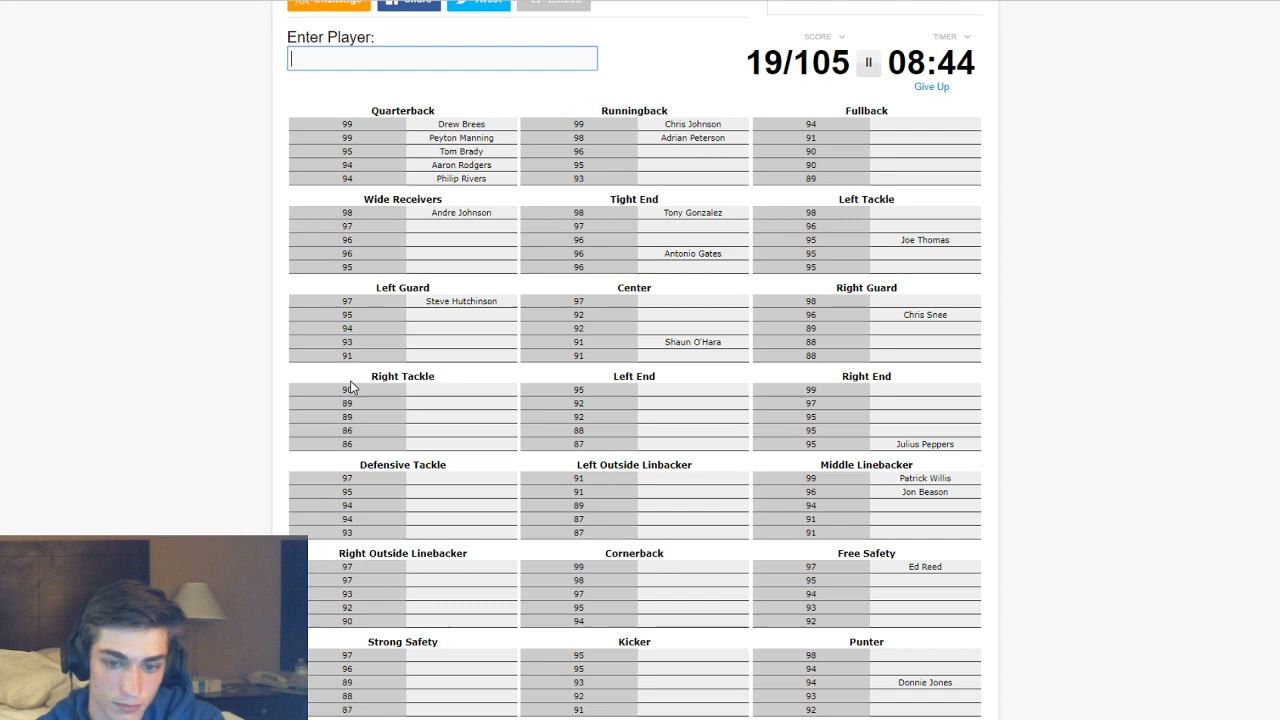 Challenge Share Tweet Embed
Enter Player:
SCORE TIMER
19/105 08:44
Give Up
Quarterback Runningback Fullback
99 Drew Brees 99 Chris Johnson 94
99 Peyton Manning 98 Adrian Peterson 91
95 Tom Brady 96 90
94 Aaron Rodgers 95 90
94 Philip Rivers 93 89
Wide Receivers Tight End Left Tackle
98 Andre Johnson 98 Tony Gonzalez 98
97 97 96
96 96 95 Joe Thomas
96 96 Antonio Gates 95
95 96 95
Left Guard Center Right Guard
97 Steve Hutchinson 97 98
95 92 96 Chris Snee
94 92 89
93 91 Shaun O'Hara 88
91 91 88
Right Tackle Left End Right End
95 99
89 92 97
89 92 95
86 88 95
86 87 95 Julius Peppers
Defensive Tackle Left Outside Linbacker Middle Linebacker
97 91 99 Patrick Willis
95 91 96 Jon Beason
94 89 94
94 87 91
93 87 91
Right Outside Linebacker Cornerback Free Safety
97 99 97 Ed Reed
97 98 95
93 97 94
92 95 93
90 94 92
Strong Safety Kicker Punter
97 95 98
96 95 94
89 93 94 Donnie Jones
88 92 93
87 91 92